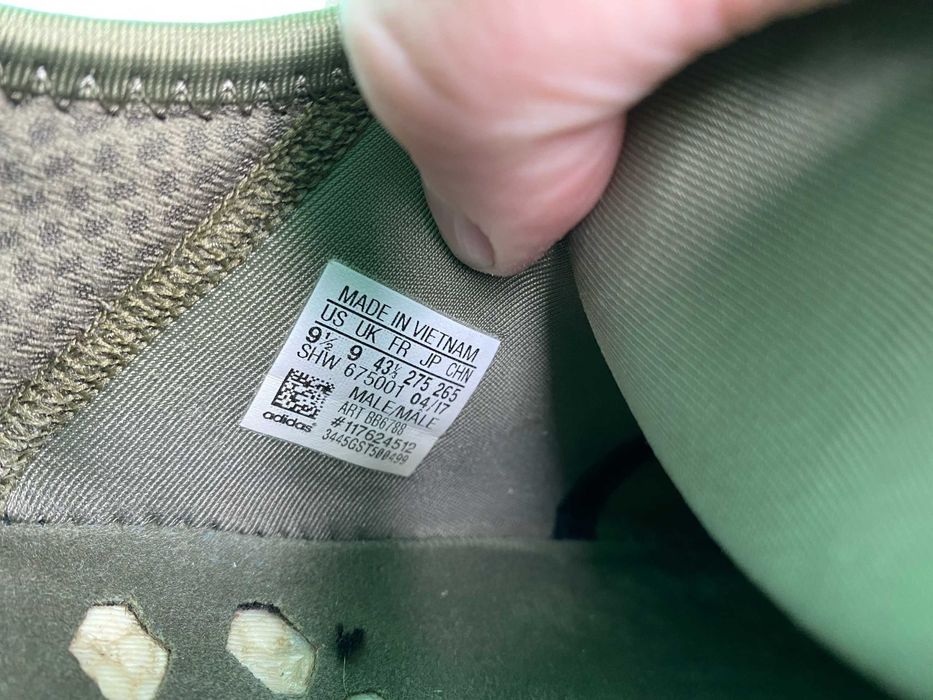 MADE IN VIETNAM
US UK FR JP CHN
9½ 9 43⅓ 275 265
SHW 675001 04/17
MALE/MALE
ART BB6788
#117624512
3445GST500499
adidas®